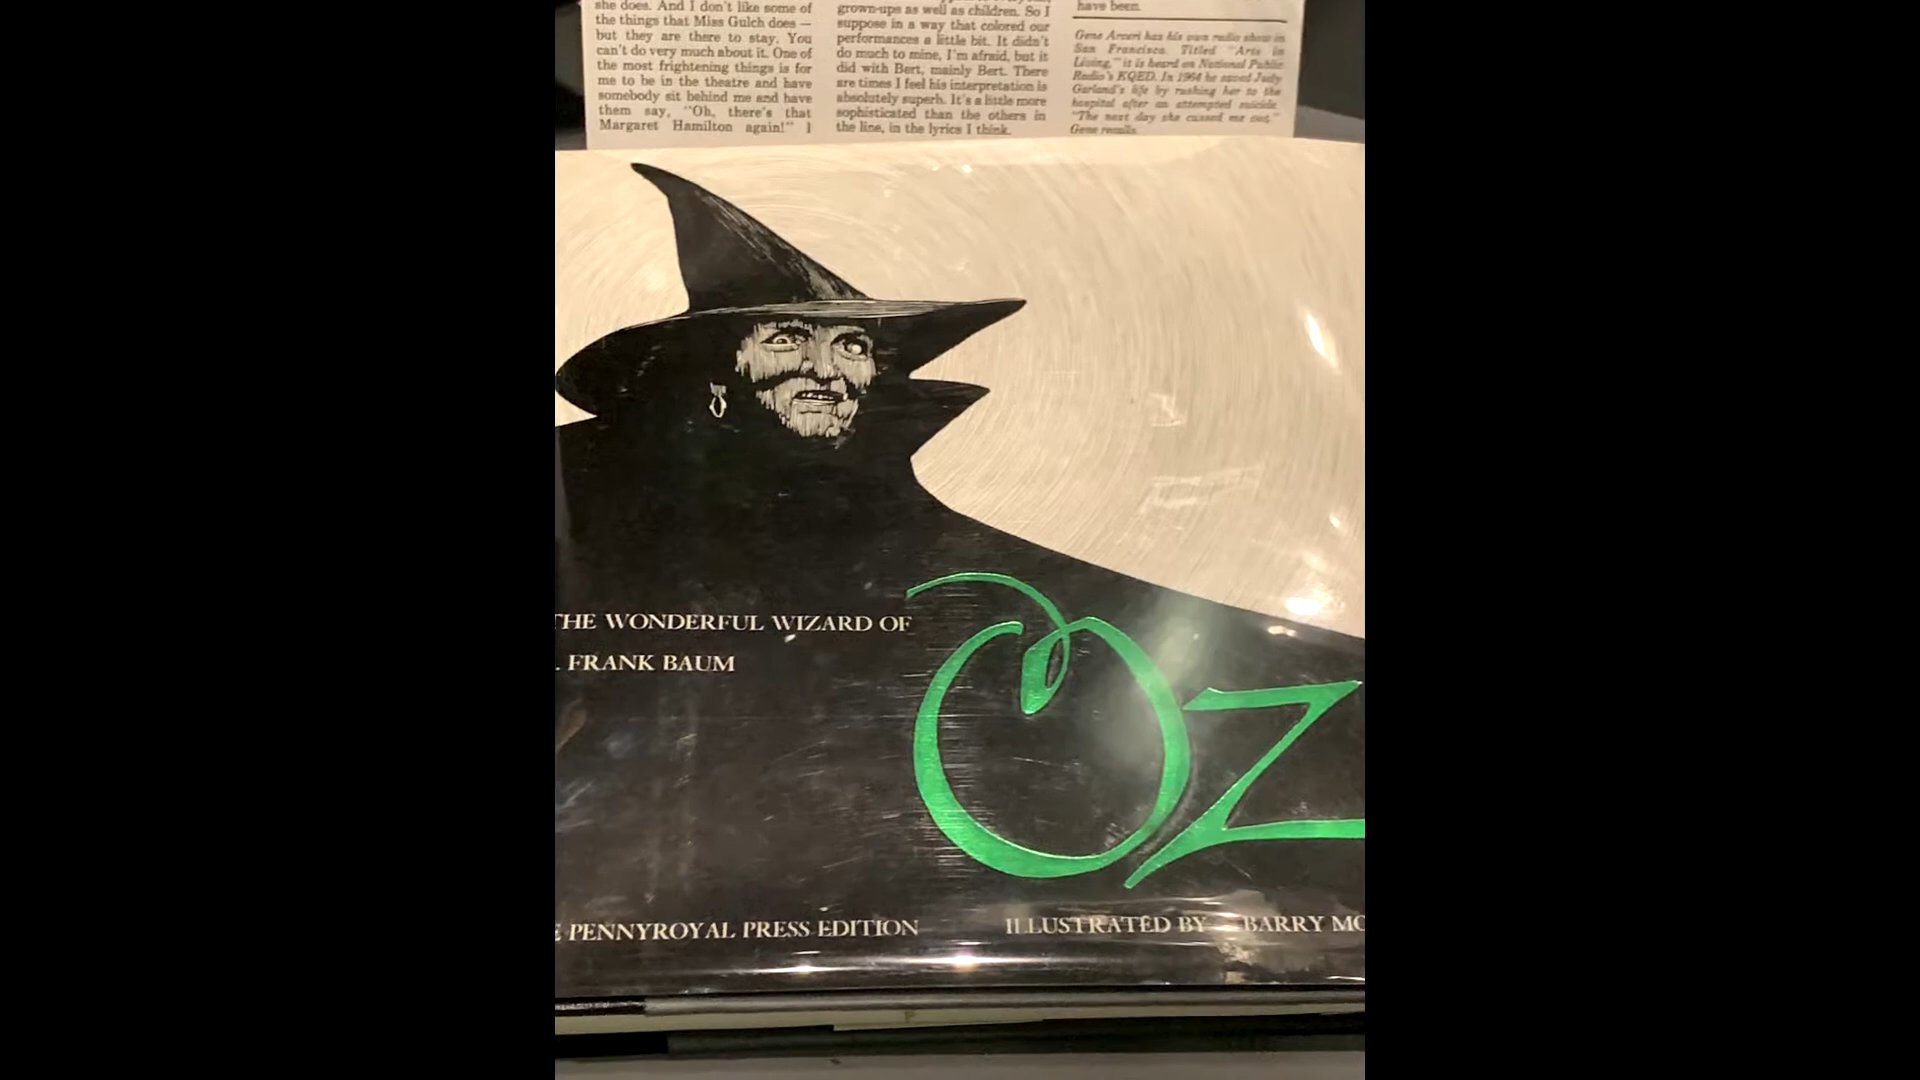 she does. And I don't like some of
the things that Miss Gulch does —
but they are there to stay. You
can't do very much about it. One of
the most frightening things is for
me to be in the theatre and have
somebody sit behind me and have
them say, "Oh, there's that
Margaret Hamilton again!" I
grown-ups as well as children. So I
suppose in a way that colored our
performances a little bit. It didn't
do much to mine, I'm afraid, but it
did with Bert, mainly Bert. There
are times I feel his interpretation is
absolutely superb. It's a little more
sophisticated than the others in
the line, in the lyrics I think.
have been.
Gene Arceri has his own radio show in
San Francisco. Titled "Arts in
Living," it is heard on National Public
Radio's KQED. In 1964 he saved Judy
Garland's life by rushing her to the
hospital after an attempted suicide.
"The next day she cussed me out,"
Gene recalls.
THE WONDERFUL WIZARD OF
OZ
. FRANK BAUM
E PENNYROYAL PRESS EDITION
ILLUSTRATED BY BARRY MO